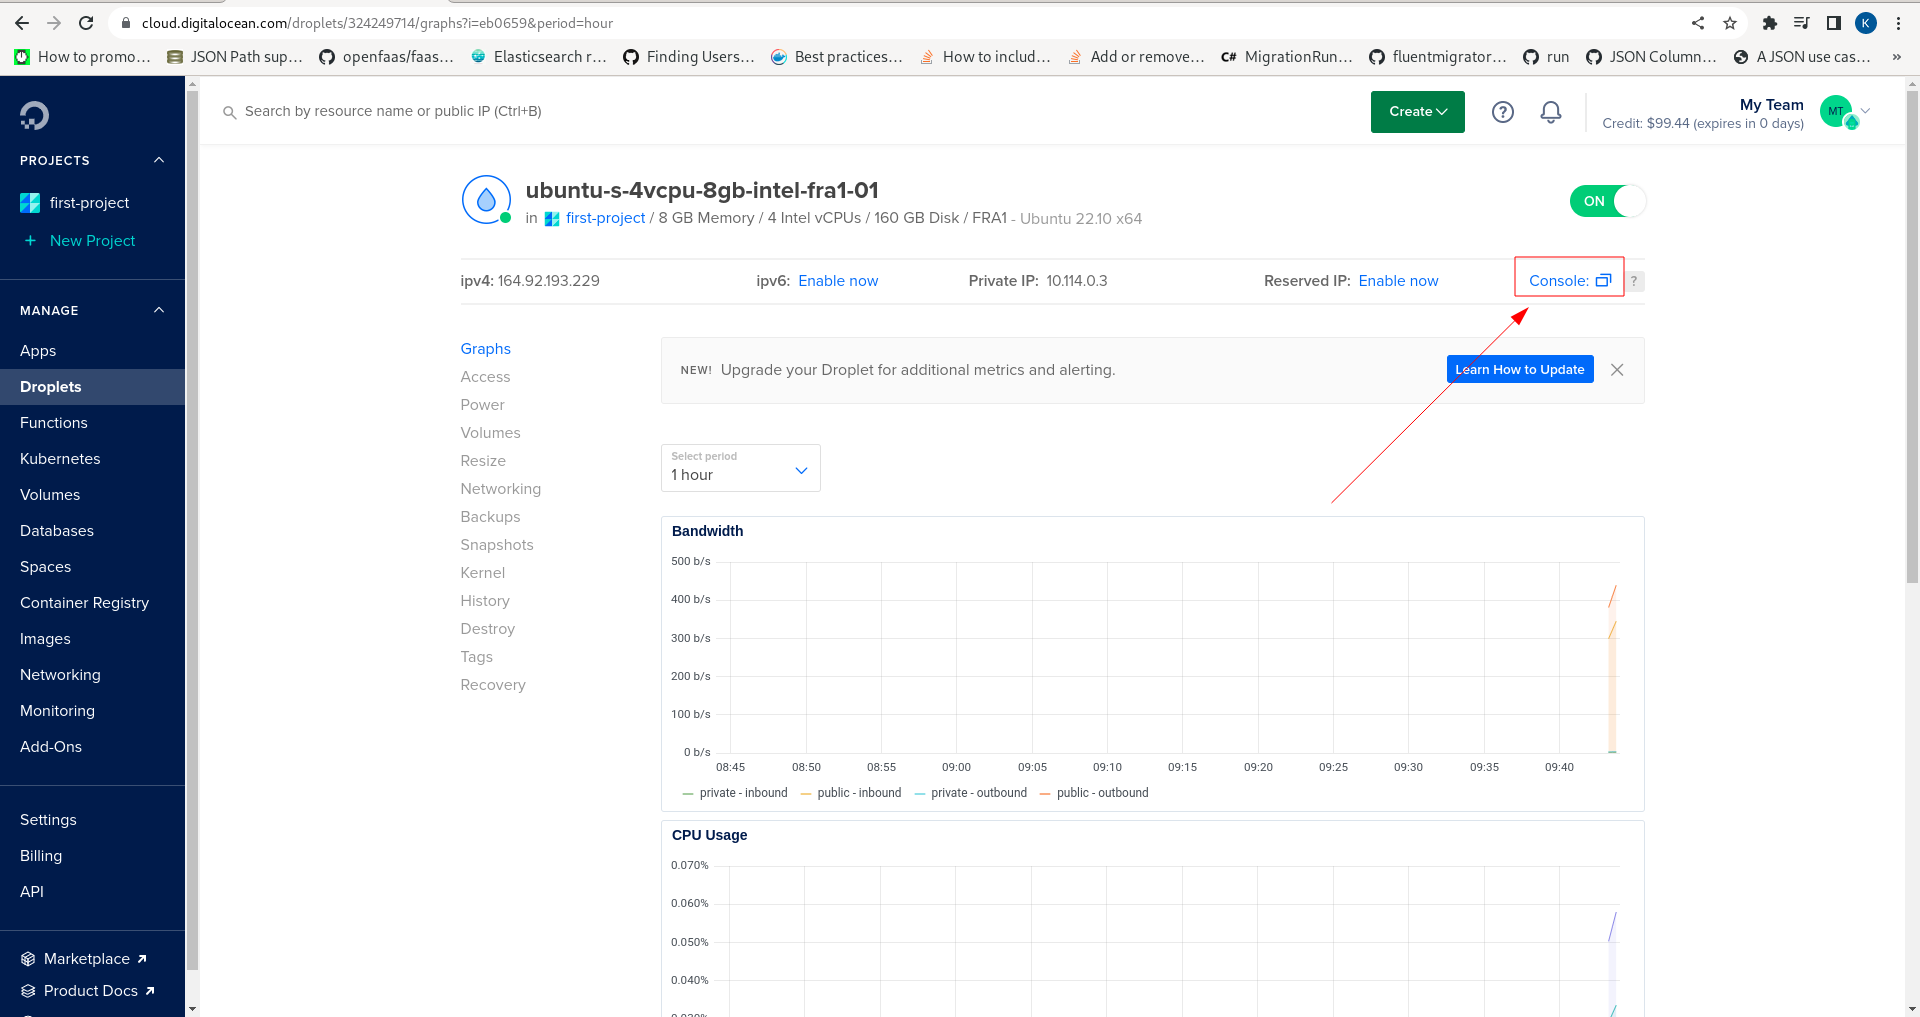 cloud.digitalocean.com/droplets/324249714/graphs?i=eb0659&period=hour
K
How to promo...
JSON Path sup...
openfaas/faas...
Elasticsearch r...
Finding Users...
Best practices...
How to includ...
Add or remove...
C# MigrationRun...
fluentmigrator...
run
JSON Column...
A JSON use cas...
»
Search by resource name or public IP (Ctrl+B)
Create
?
My Team
Credit: $99.44 (expires in 0 days)
MT
PROJECTS
first-project
+ New Project
MANAGE
Apps
Droplets
Functions
Kubernetes
Volumes
Databases
Spaces
Container Registry
Images
Networking
Monitoring
Add-Ons
Settings
Billing
API
Marketplace
Product Docs
ubuntu-s-4vcpu-8gb-intel-fra1-01
in first-project / 8 GB Memory / 4 Intel vCPUs / 160 GB Disk / FRA1 - Ubuntu 22.10 x64
ON
ipv4: 164.92.193.229
ipv6: Enable now
Private IP: 10.114.0.3
Reserved IP: Enable now
Console:
?
Graphs
Access
Power
Volumes
Resize
Networking
Backups
Snapshots
Kernel
History
Destroy
Tags
Recovery
NEW! Upgrade your Droplet for additional metrics and alerting.
Learn How to Update
Select period
1 hour
Bandwidth
500 b/s
400 b/s
300 b/s
200 b/s
100 b/s
0 b/s
08:45 08:50 08:55 09:00 09:05 09:10 09:15 09:20 09:25 09:30 09:35 09:40
private - inbound public - inbound private - outbound public - outbound
CPU Usage
0.070%
0.060%
0.050%
0.040%